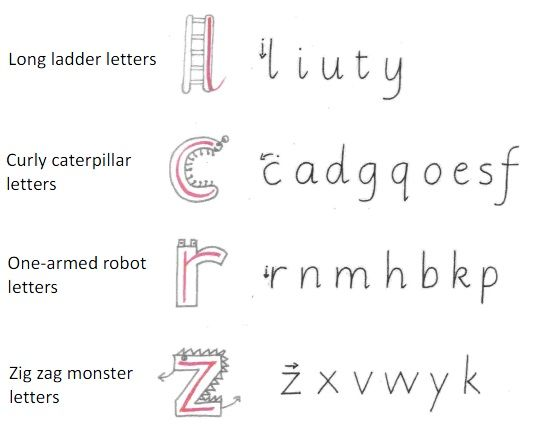 Long ladder letters l l i u t y
Curly caterpillar
letters c c a d g q o e s f
One-armed robot
letters r r n m h b k p
Zig zag monster
letters z z x v w y k